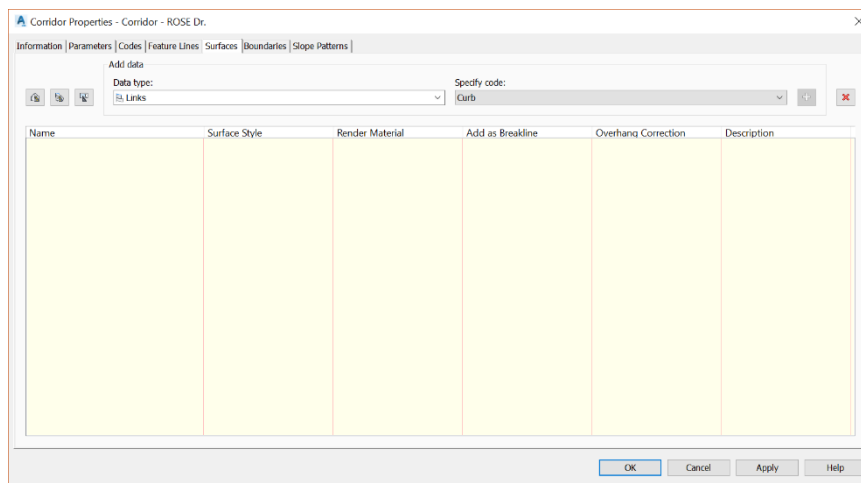 Corridor Properties - Corridor - ROSE Dr.
Information Parameters Codes Feature Lines Surfaces Boundaries Slope Patterns
Add data
Data type: Specify code:
Links Curb
Name Surface Style Render Material Add as Breakline Overhang Correction Description
OK Cancel Apply Help